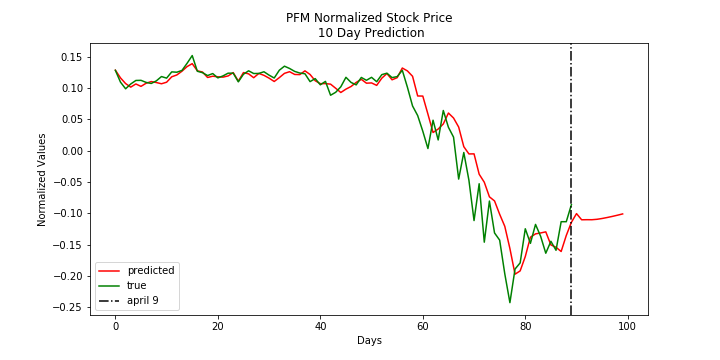 PFM Normalized Stock Price
10 Day Prediction
Normalized Values
0.15
0.10
0.05
0.00
−0.05
−0.10
−0.15
−0.20
−0.25
predicted
true
april 9
0
20
40
60
80
100
Days